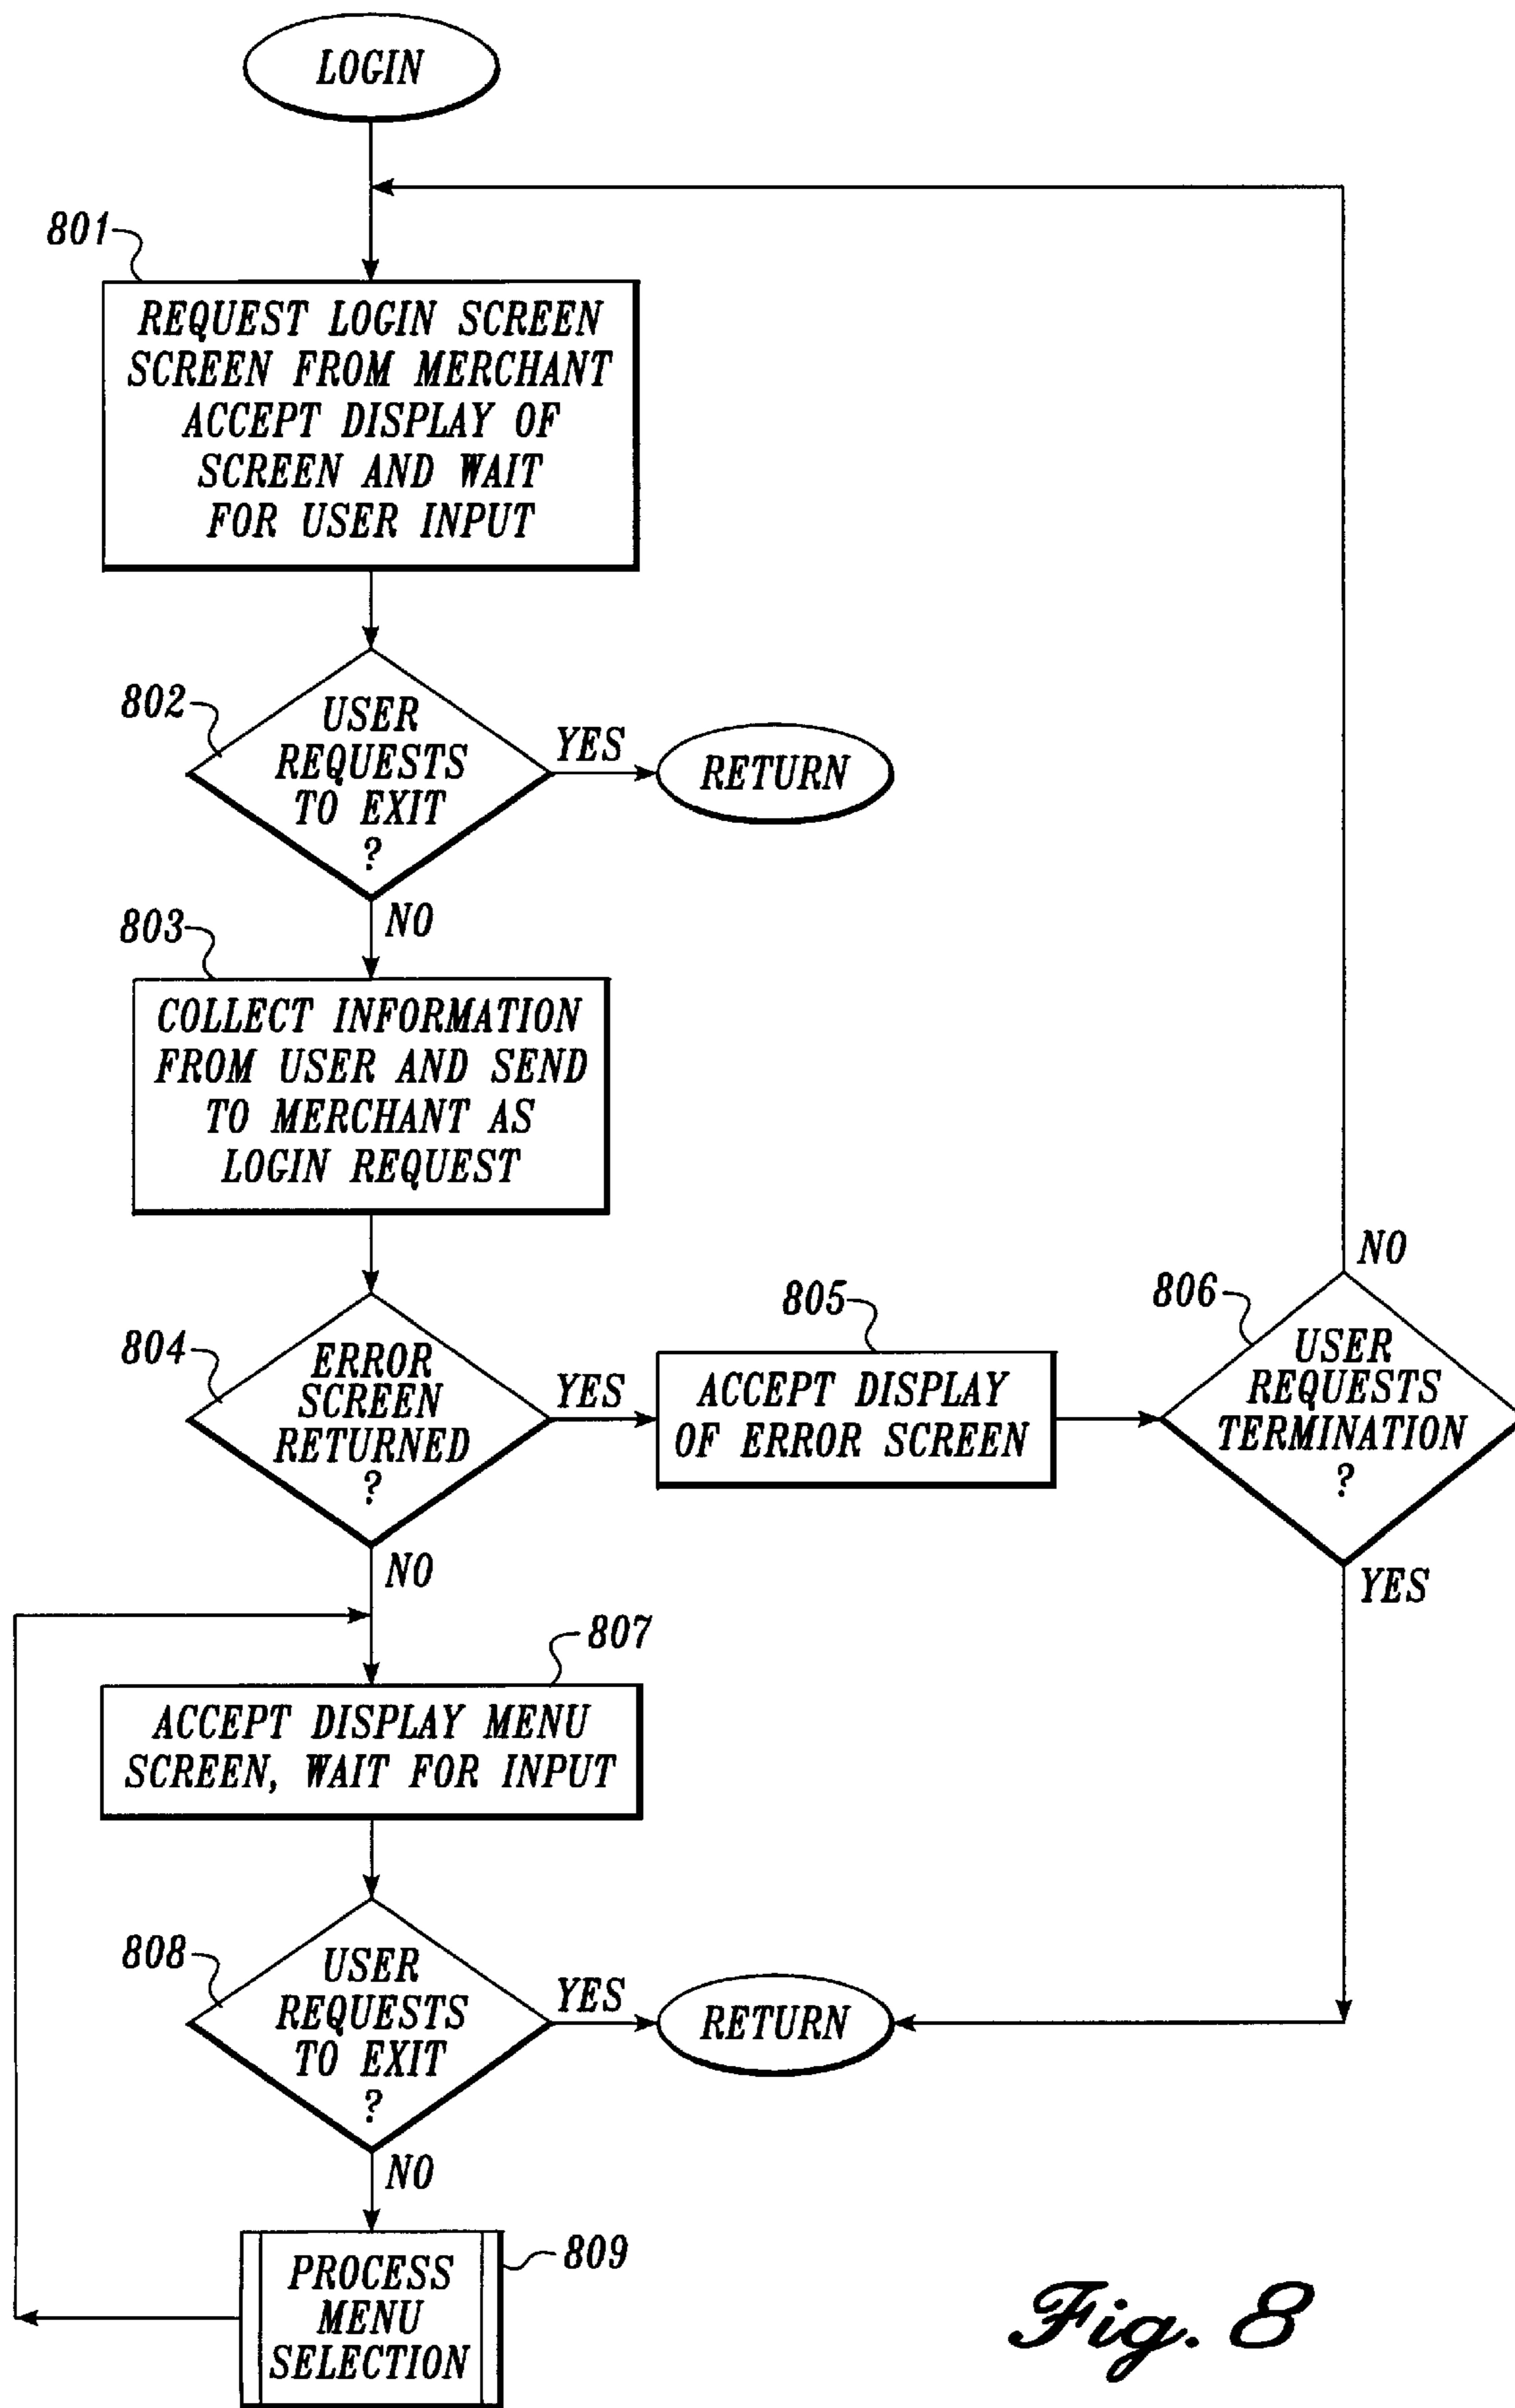 LOGIN
801
REQUEST LOGIN SCREEN
SCREEN FROM MERCHANT
ACCEPT DISPLAY OF
SCREEN AND WAIT
FOR USER INPUT
802
USER
REQUESTS
TO EXIT
?
YES
RETURN
NO
803
COLLECT INFORMATION
FROM USER AND SEND
TO MERCHANT AS
LOGIN REQUEST
804
ERROR
SCREEN
RETURNED
?
YES
805
ACCEPT DISPLAY
OF ERROR SCREEN
806
USER
REQUESTS
TERMINATION
?
NO
YES
NO
807
ACCEPT DISPLAY MENU
SCREEN, WAIT FOR INPUT
808
USER
REQUESTS
TO EXIT
?
YES
RETURN
NO
809
PROCESS
MENU
SELECTION
Fig. 8